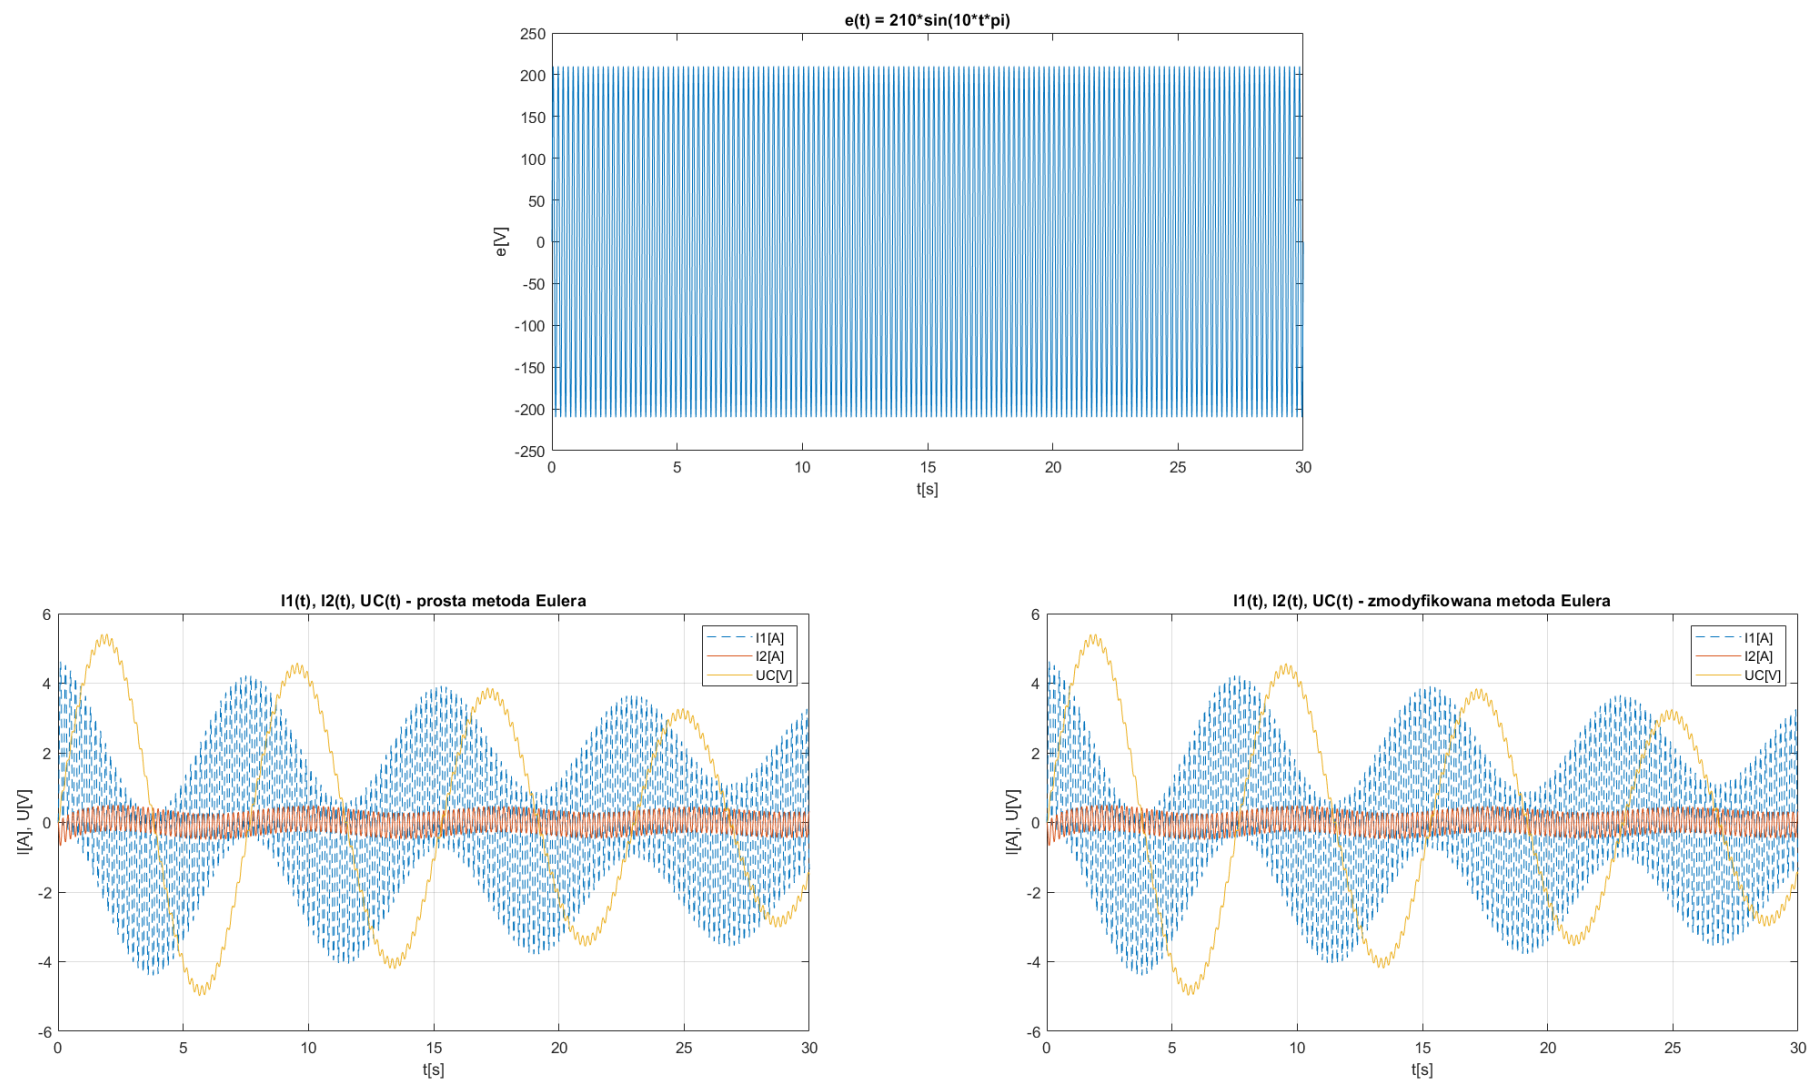 e(t) = 210*sin(10*t*pi)
250
200
150
100
50
0
-50
-100
-150
-200
-250
e[V]
0 5 10 15 20 25 30
t[s]
I1(t), I2(t), UC(t) - prosta metoda Eulera
6
4
2
0
-2
-4
-6
I[A], U[V]
I1[A]
I2[A]
UC[V]
0 5 10 15 20 25 30
t[s]
I1(t), I2(t), UC(t) - zmodyfikowana metoda Eulera
6
4
2
0
-2
-4
-6
I[A], U[V]
I1[A]
I2[A]
UC[V]
0 5 10 15 20 25 30
t[s]